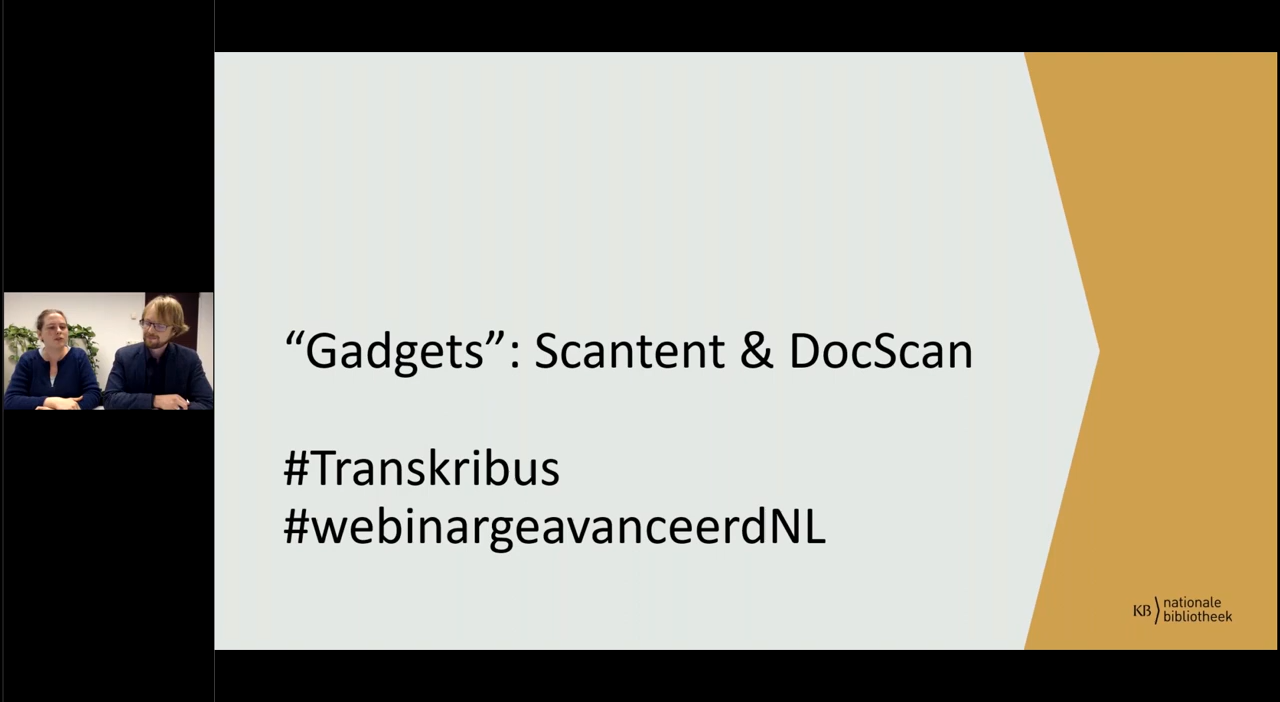 “Gadgets”: Scantent & DocScan
#Transkribus
#webinargeavanceerdNL
KB nationale
bibliotheek